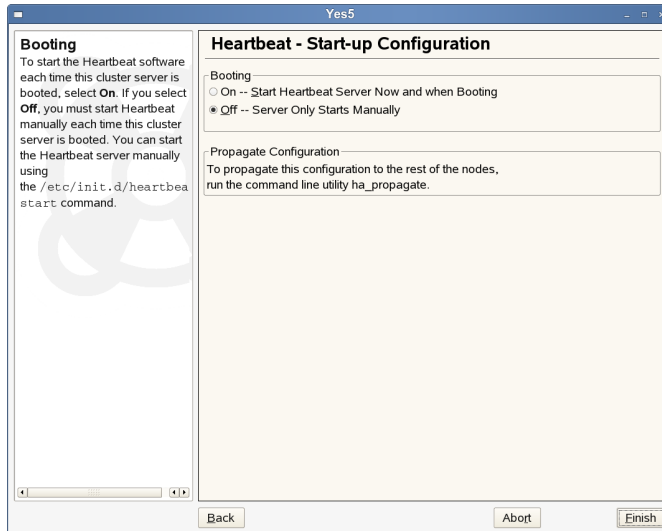 Yes5
Booting
To start the Heartbeat software
each time this cluster server is
booted, select On. If you select
Off, you must start Heartbeat
manually each time this cluster
server is booted. You can start
the Heartbeat server manually
using
the /etc/init.d/heartbea
start command.
Heartbeat - Start-up Configuration
Booting
On -- Start Heartbeat Server Now and when Booting
Off -- Server Only Starts Manually
Propagate Configuration
To propagate this configuration to the rest of the nodes,
run the command line utility ha_propagate.
Back
Abort
Finish